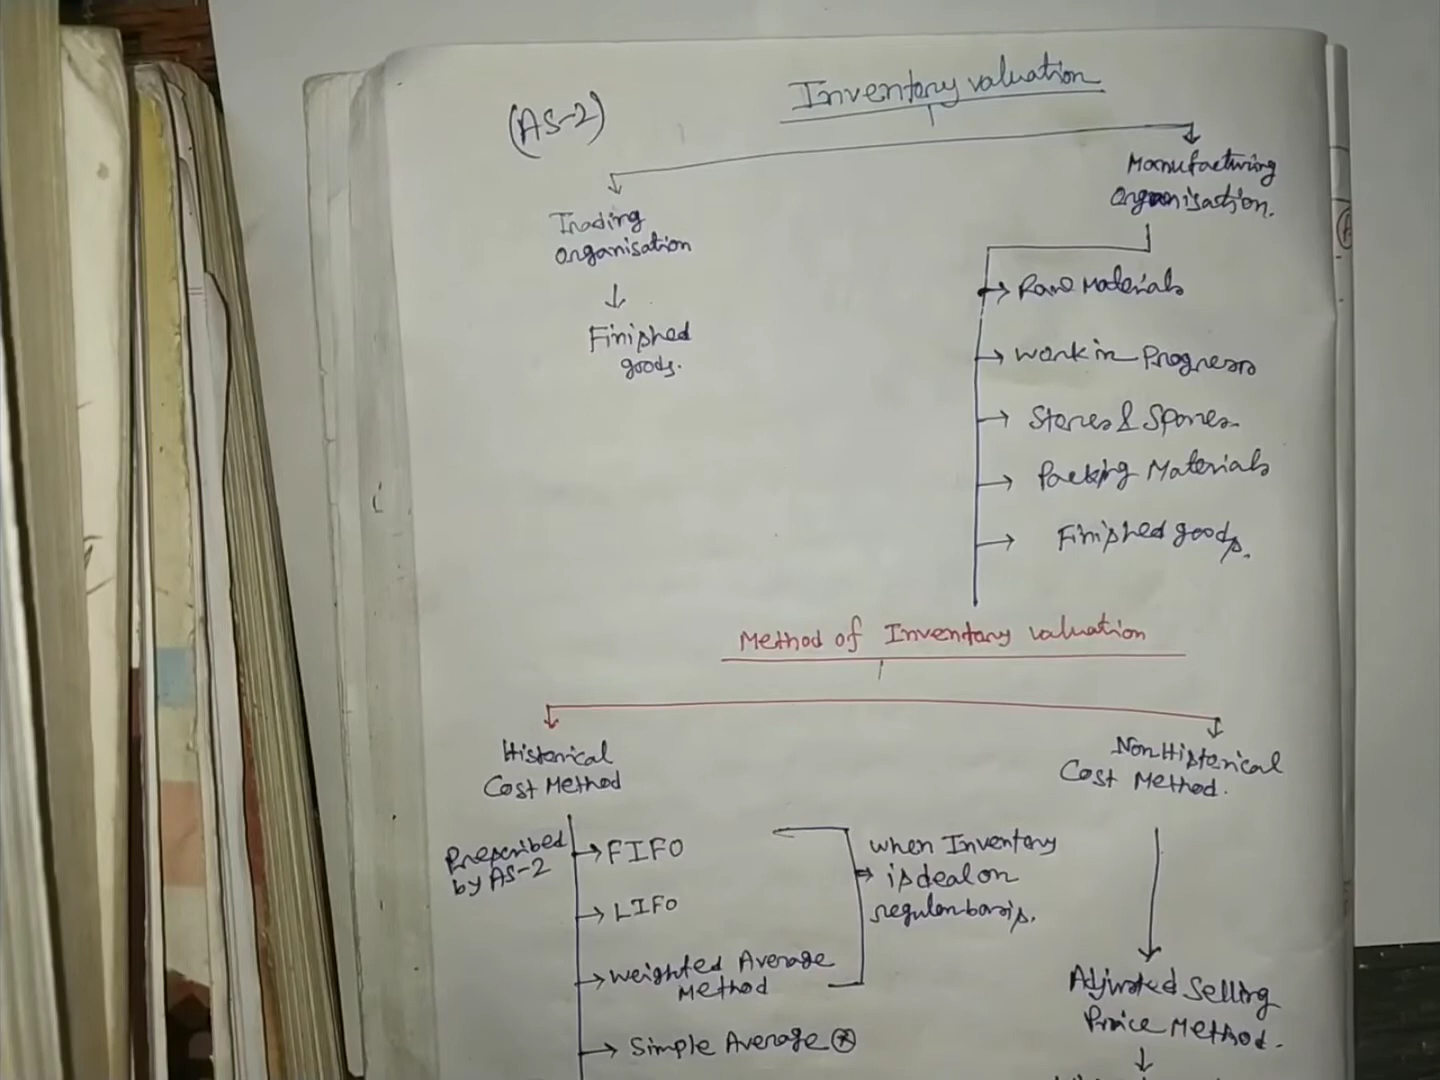 Inventory valuation
(AS-2)
Manufacturing
Organisation.
Trading
Organisation
Finished
goods.
Raw Materials
Work in Progress
Stores & Spares
Packing Materials
Finished goods.
Method of Inventory valuation
Historical
Cost Method
Non Historical
Cost Method.
Prescribed
by AS-2
FIFO
LIFO
Weighted Average
Method
Simple Average
when Inventory
is deal on
regular basis.
Adjusted Selling
Price Method.